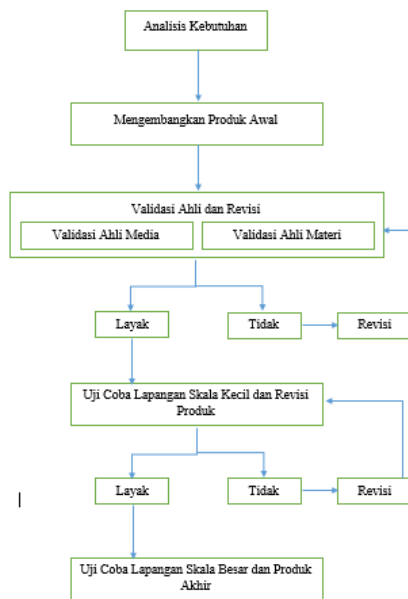 Analisis Kebutuhan
Mengembangkan Produk Awal
Validasi Ahli dan Revisi
Validasi Ahli Media
Validasi Ahli Materi
Layak
Tidak
Revisi
Uji Coba Lapangan Skala Kecil dan Revisi
Produk
Layak
Tidak
Revisi
Uji Coba Lapangan Skala Besar dan Produk
Akhir